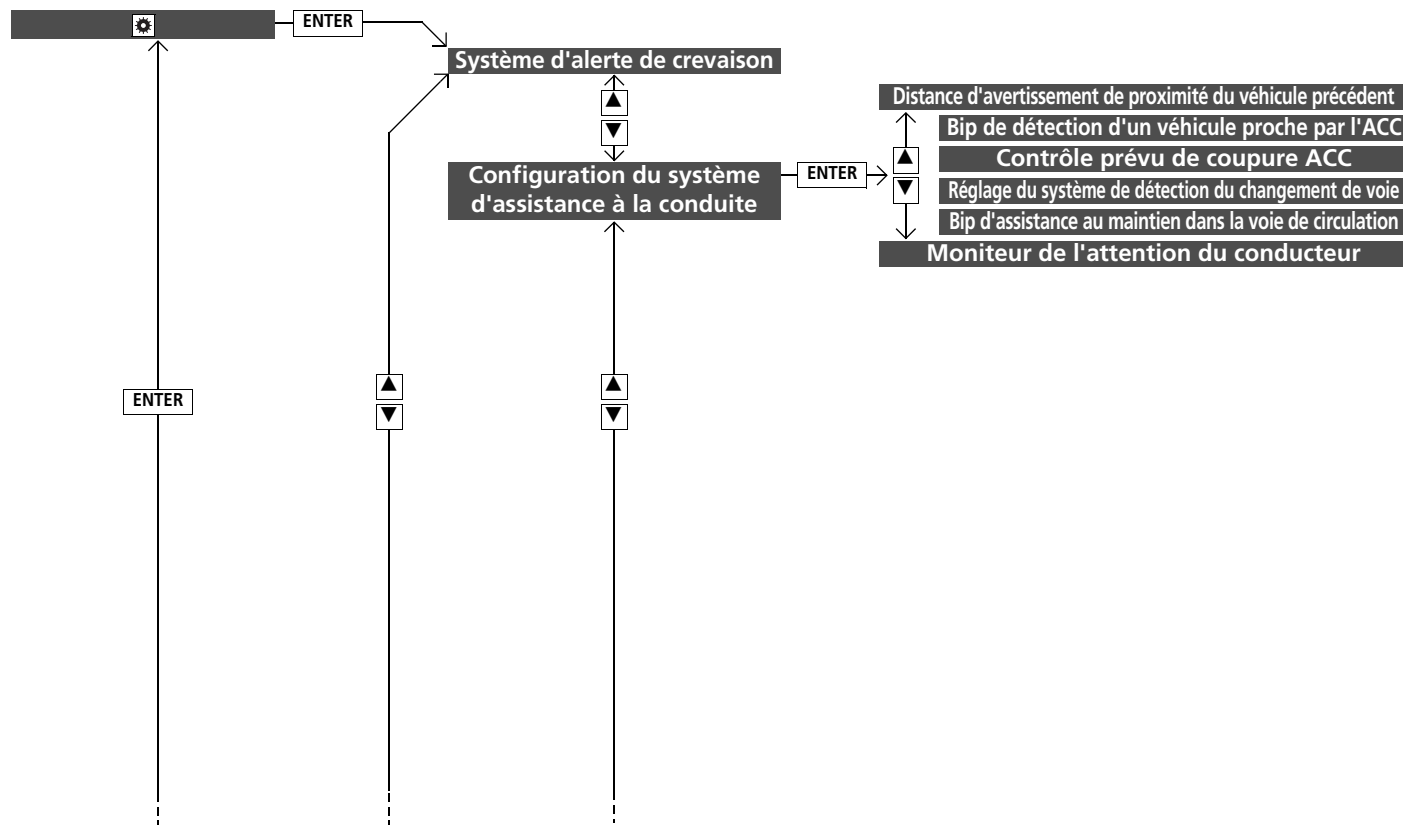 ENTER
Système d'alerte de crevaison
▲
▼
Configuration du système
d'assistance à la conduite
ENTER
Distance d'avertissement de proximité du véhicule précédent
Bip de détection d'un véhicule proche par l'ACC
▲
Contrôle prévu de coupure ACC
▼
Réglage du système de détection du changement de voie
Bip d'assistance au maintien dans la voie de circulation
Moniteur de l'attention du conducteur
ENTER
▲
▼
▲
▼